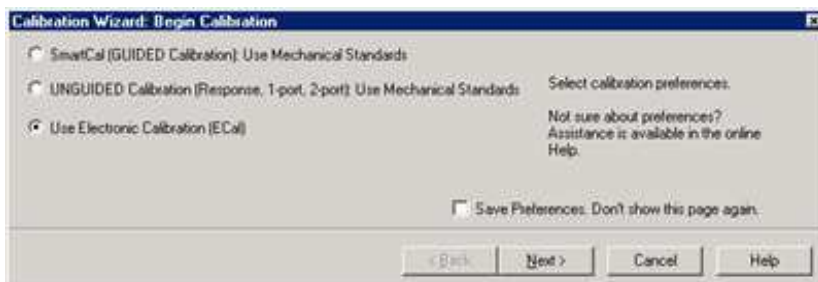 Calibration Wizard: Begin Calibration
SmartCal (GUIDED Calibration): Use Mechanical Standards
UNGUIDED Calibration (Response, 1-port, 2-port): Use Mechanical Standards
Use Electronic Calibration (ECal)
Select calibration preferences.
Not sure about preferences?
Assistance is available in the online
Help.
Save Preferences. Don't show this page again.
< Back
Next >
Cancel
Help